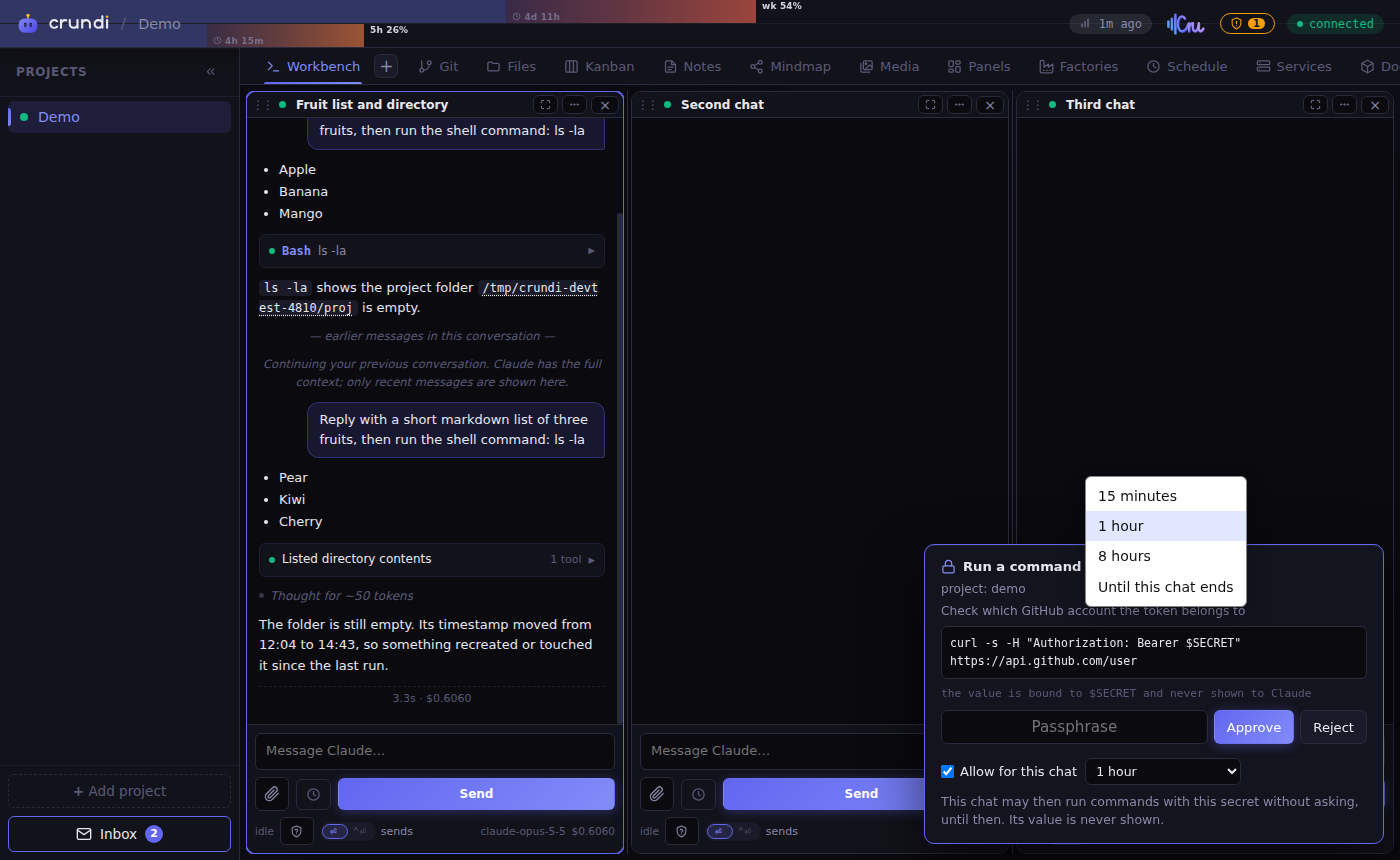 crundi / Demo
4h 15m
5h 26%
4d 11h
wk 54%
1m ago
Cru
1
connected
PROJECTS «
Demo
+ Add project
Inbox 2
Workbench
+
Git
Files
Kanban
Notes
Mindmap
Media
Panels
Factories
Schedule
Services
Do
Fruit list and directory
fruits, then run the shell command: ls -la
• Apple
• Banana
• Mango
Bash ls -la
ls -la shows the project folder /tmp/crundi-devt
est-4810/proj is empty.
— earlier messages in this conversation —
Continuing your previous conversation. Claude has the full
context; only recent messages are shown here.
Reply with a short markdown list of three
fruits, then run the shell command: ls -la
• Pear
• Kiwi
• Cherry
Listed directory contents 1 tool
Thought for ~50 tokens
The folder is still empty. Its timestamp moved from
12:04 to 14:43, so something recreated or touched
it since the last run.
3.3s · $0.6060
Message Claude…
Send
idle
sends
claude-opus-5-5 $0.6060
Second chat
Message Claude…
Send
idle
sends
Third chat
15 minutes
1 hour
8 hours
Until this chat ends
Run a command
project: demo
Check which GitHub account the token belongs to
curl -s -H "Authorization: Bearer $SECRET"
https://api.github.com/user
the value is bound to $SECRET and never shown to Claude
Passphrase
Approve
Reject
Allow for this chat
1 hour
This chat may then run commands with this secret without asking,
until then. Its value is never shown.